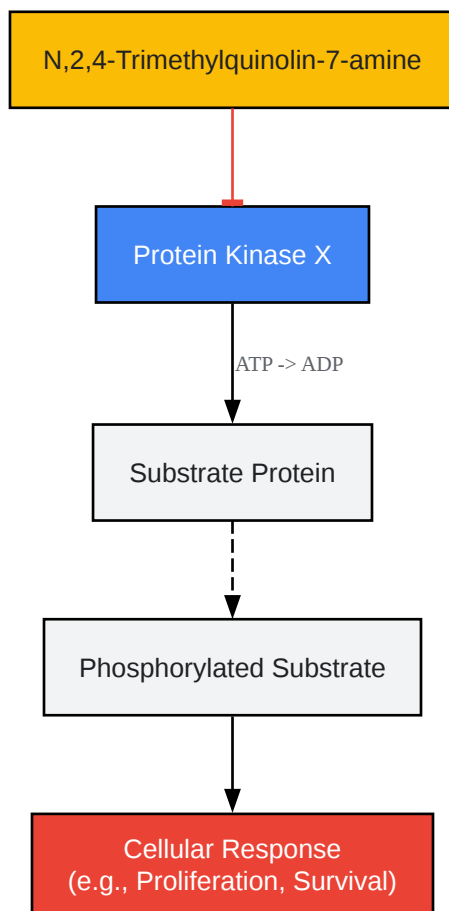 N,2,4-Trimethylquinolin-7-amine
Protein Kinase X
ATP -> ADP
Substrate Protein
Phosphorylated Substrate
Cellular Response
(e.g., Proliferation, Survival)